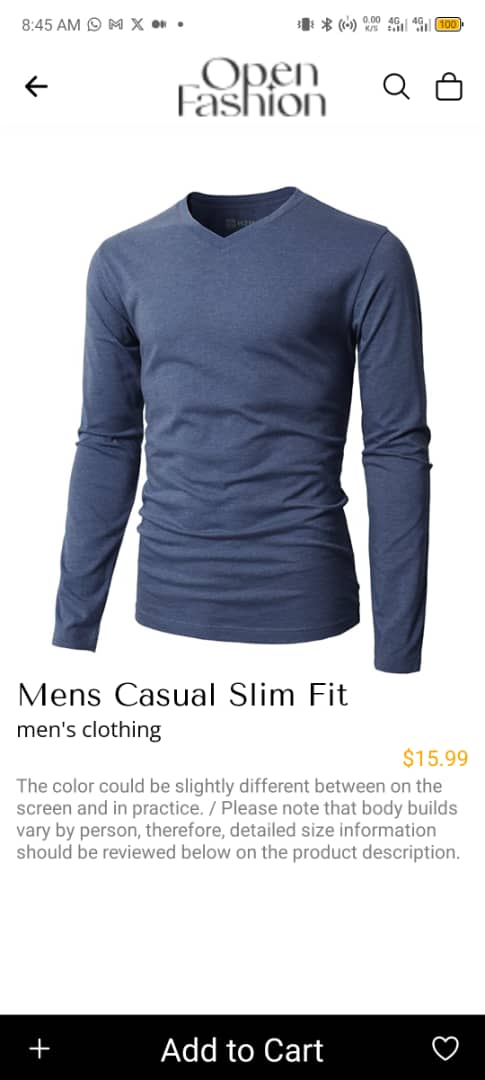 8:45 AM
0.00
K/S
4G
4G
100
Open
Fashion
Mens Casual Slim Fit
men's clothing
$15.99
The color could be slightly different between on the
screen and in practice. / Please note that body builds
vary by person, therefore, detailed size information
should be reviewed below on the product description.
+ Add to Cart